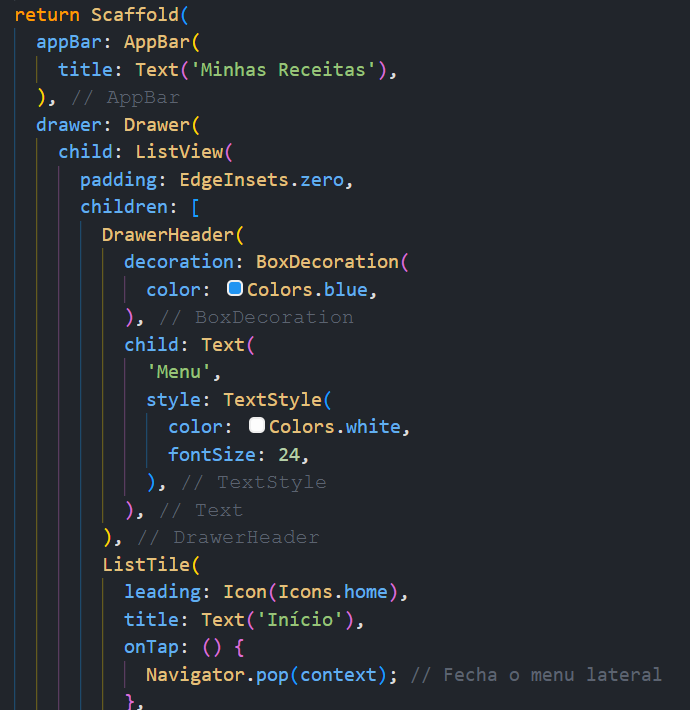 return Scaffold(
appBar: AppBar(
title: Text('Minhas Receitas'),
), // AppBar
drawer: Drawer(
child: ListView(
padding: EdgeInsets.zero,
children: [
DrawerHeader(
decoration: BoxDecoration(
color: Colors.blue,
), // BoxDecoration
child: Text(
'Menu',
style: TextStyle(
color: Colors.white,
fontSize: 24,
), // TextStyle
), // Text
), // DrawerHeader
ListTile(
leading: Icon(Icons.home),
title: Text('Início'),
onTap: () {
Navigator.pop(context); // Fecha o menu lateral
},